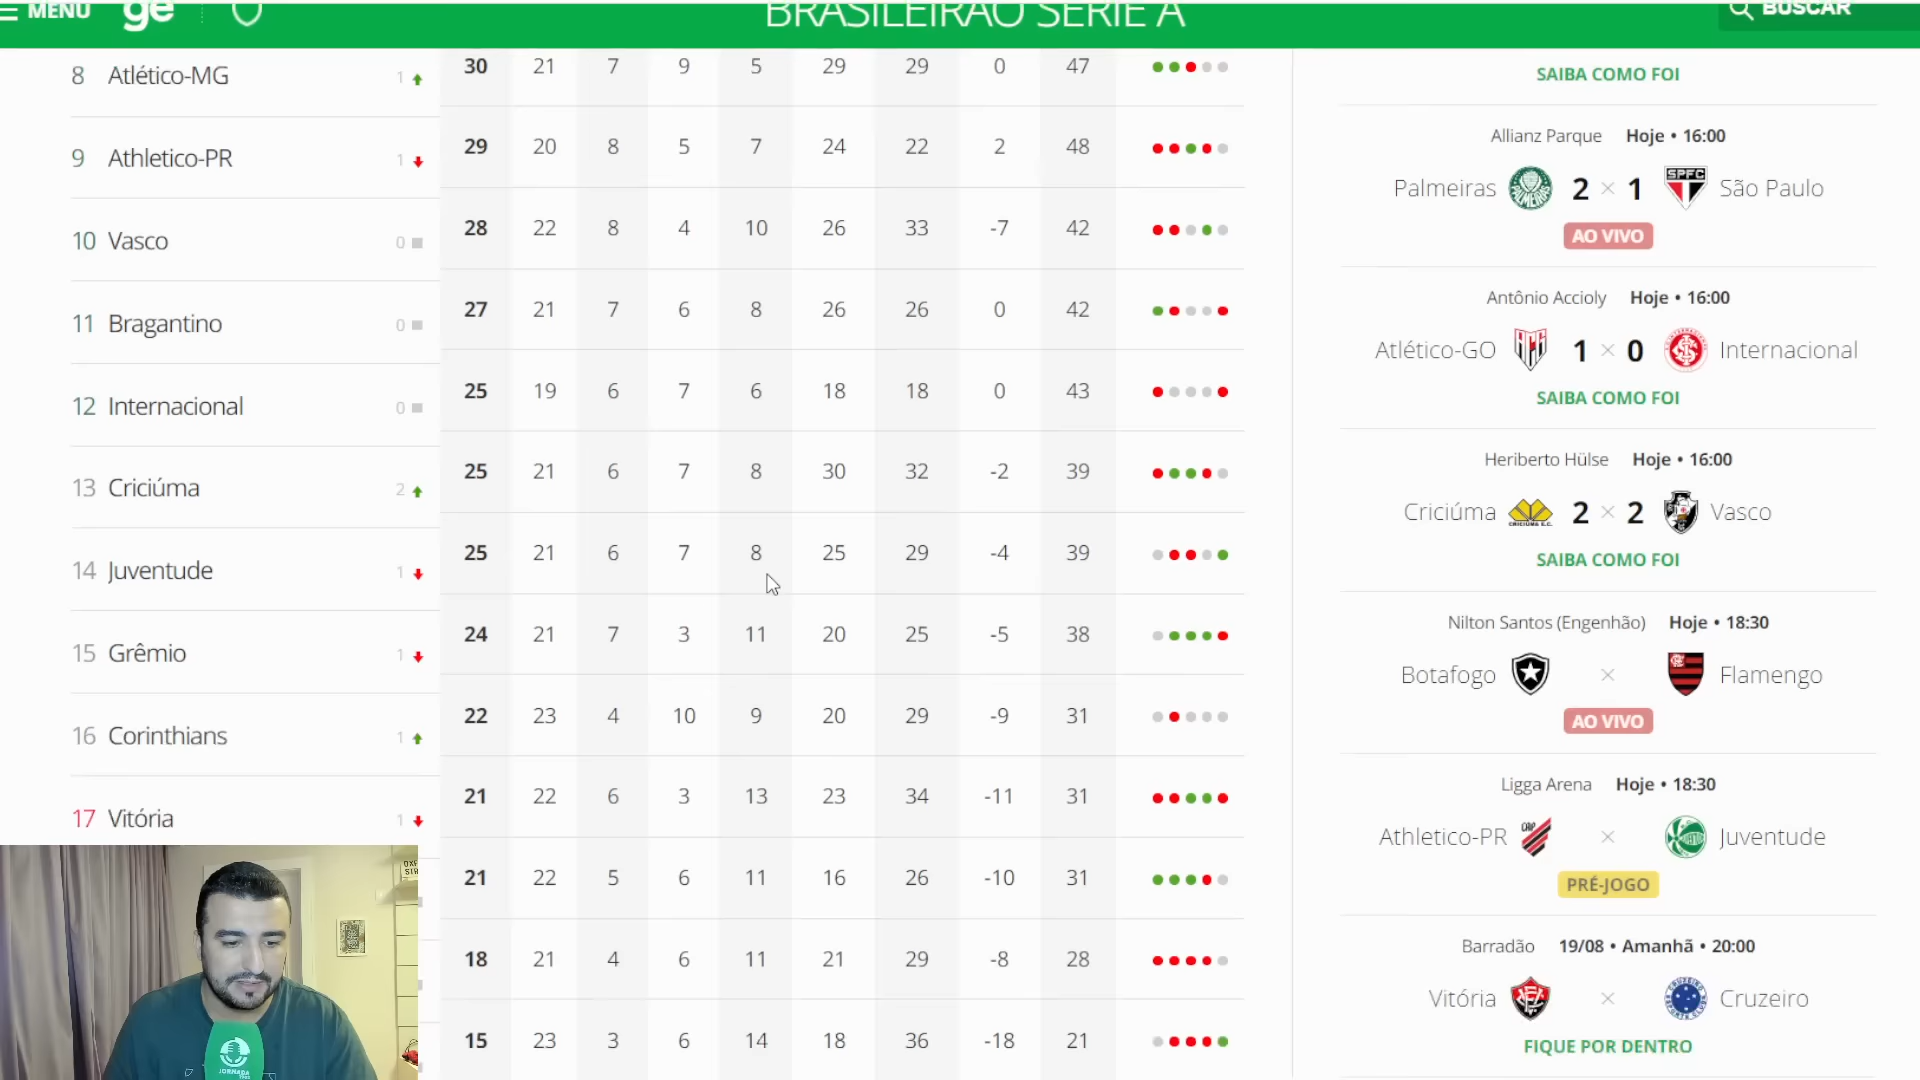 MENU
ge
BRASILEIRÃO SÉRIE A
BUSCAR
8 Atlético-MG 1
30 21 7 9 5 29 29 0 47
9 Athletico-PR 1
29 20 8 5 7 24 22 2 48
10 Vasco 0
28 22 8 4 10 26 33 -7 42
11 Bragantino 0
27 21 7 6 8 26 26 0 42
12 Internacional 0
25 19 6 7 6 18 18 0 43
13 Criciúma 2
25 21 6 7 8 30 32 -2 39
14 Juventude 1
25 21 6 7 8 25 29 -4 39
15 Grêmio 1
24 21 7 3 11 20 25 -5 38
16 Corinthians 1
22 23 4 10 9 20 29 -9 31
17 Vitória 1
21 22 6 3 13 23 34 -11 31
21 22 5 6 11 16 26 -10 31
18 21 4 6 11 21 29 -8 28
15 23 3 6 14 18 36 -18 21
SAIBA COMO FOI
Allianz Parque Hoje • 16:00
Palmeiras 2 × 1 São Paulo
SPFC
AO VIVO
Antônio Accioly Hoje • 16:00
Atlético-GO 1 × 0 Internacional
SAIBA COMO FOI
Heriberto Hülse Hoje • 16:00
Criciúma 2 × 2 Vasco
SAIBA COMO FOI
Nilton Santos (Engenhão) Hoje • 18:30
Botafogo × Flamengo
AO VIVO
Ligga Arena Hoje • 18:30
Athletico-PR × Juventude
CAP
PRÉ-JOGO
Barradão 19/08 • Amanhã • 20:00
Vitória × Cruzeiro
FIQUE POR DENTRO
JORNADA